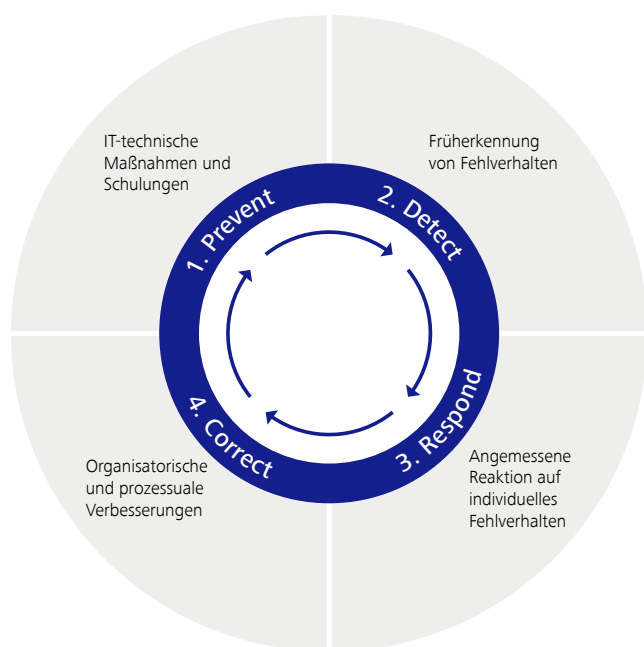 IT-technische
Maßnahmen und
Schulungen
1. Prevent
Früherkennung
von Fehlverhalten
2. Detect
Angemessene
Reaktion auf
individuelles
Fehlverhalten
3. Respond
Organisatorische
und prozessuale
Verbesserungen
4. Correct